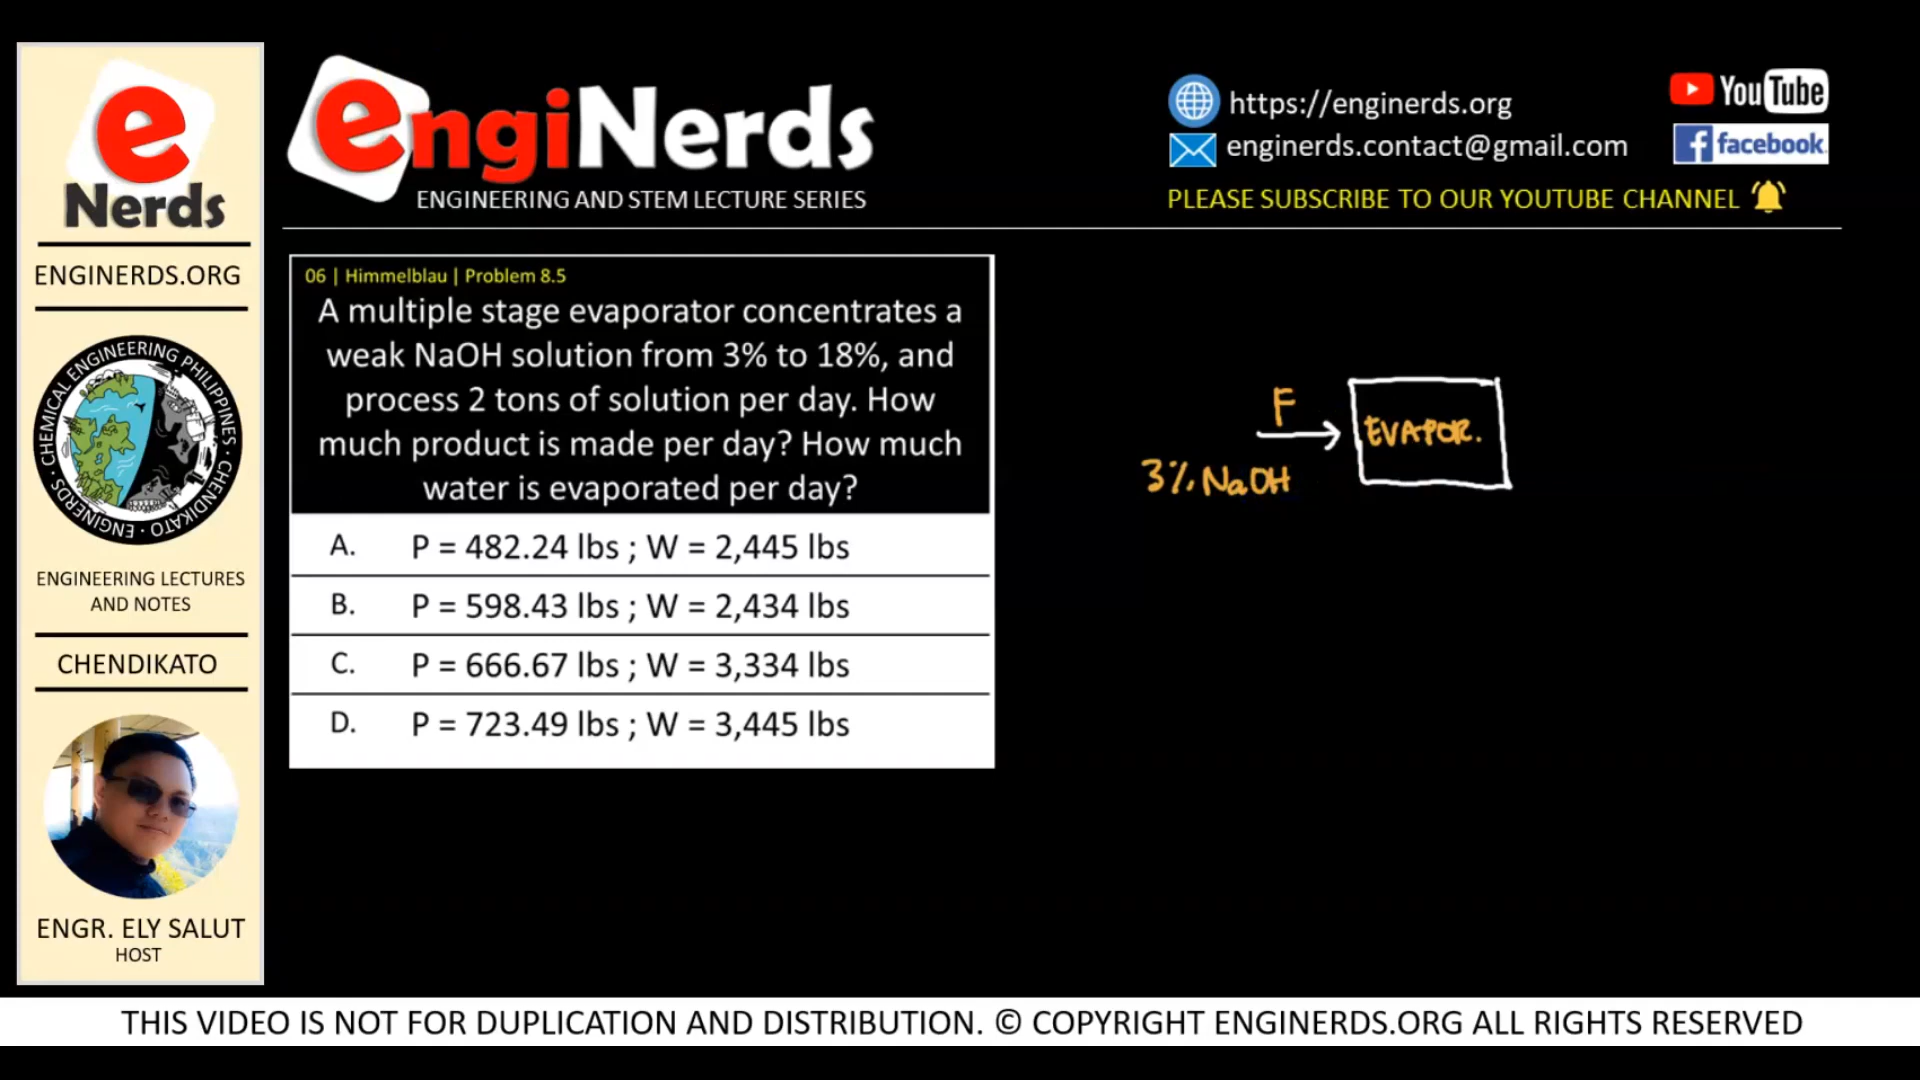 e
Nerds
ENGINERDS.ORG
CHEMICAL ENGINEERING PHILIPPINES · CHENDIKATO · ENGINERDS ·
ENGINEERING LECTURES
AND NOTES
CHENDIKATO
ENGR. ELY SALUT
HOST
engiNerds
ENGINEERING AND STEM LECTURE SERIES
https://enginerds.org
enginerds.contact@gmail.com
PLEASE SUBSCRIBE TO OUR YOUTUBE CHANNEL
YouTube
f facebook
06 | Himmelblau | Problem 8.5
A multiple stage evaporator concentrates a
weak NaOH solution from 3% to 18%, and
process 2 tons of solution per day. How
much product is made per day? How much
water is evaporated per day?
A. P = 482.24 lbs ; W = 2,445 lbs
B. P = 598.43 lbs ; W = 2,434 lbs
C. P = 666.67 lbs ; W = 3,334 lbs
D. P = 723.49 lbs ; W = 3,445 lbs
F
EVAPOR.
3% NaOH
THIS VIDEO IS NOT FOR DUPLICATION AND DISTRIBUTION. © COPYRIGHT ENGINERDS.ORG ALL RIGHTS RESERVED